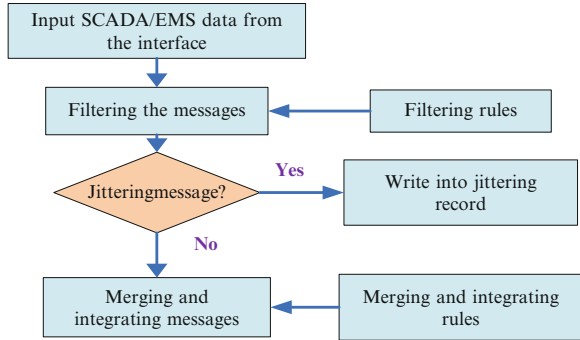 Input SCADA/EMS data from
the interface
Filtering the messages
Filtering rules
Jitteringmessage?
Yes
Write into jittering
record
No
Merging and
integrating messages
Merging and integrating
rules